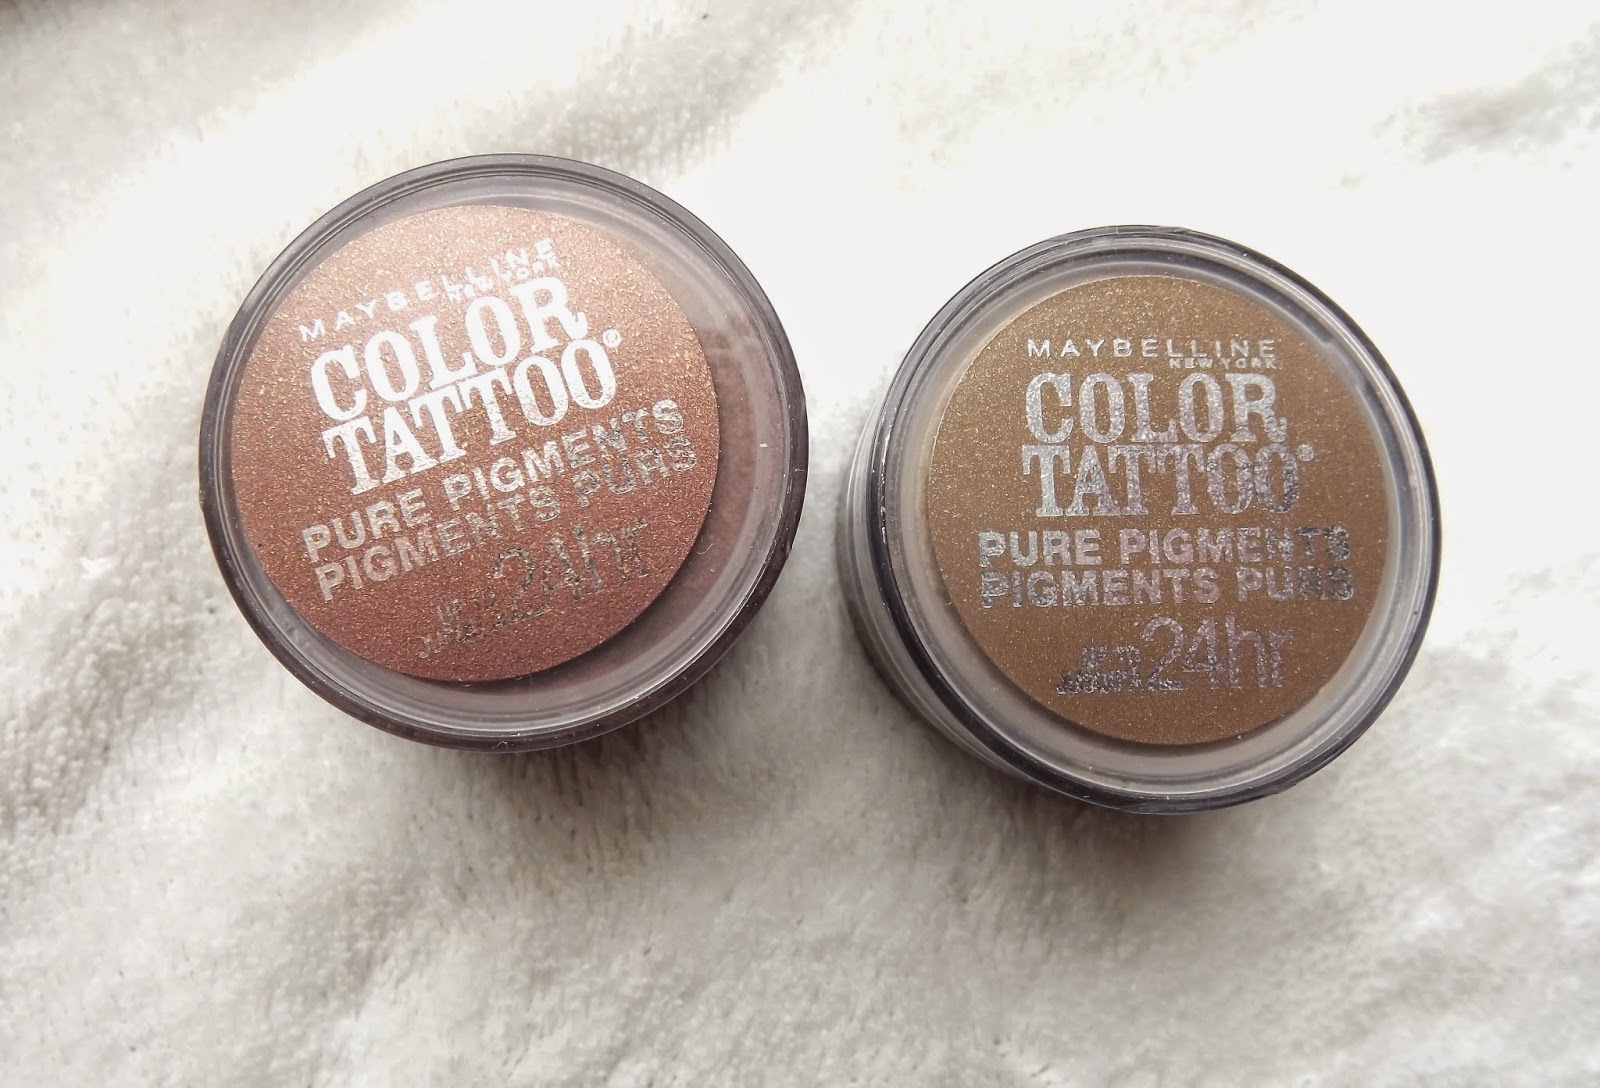 MAYBELLINE
NEW YORK
COLOR
TATTOO®
PURE PIGMENTS
PIGMENTS PURS
24hr
MAYBELLINE
NEW YORK
COLOR
TATTOO®
PURE PIGMENTS
PIGMENTS PURS
24hr